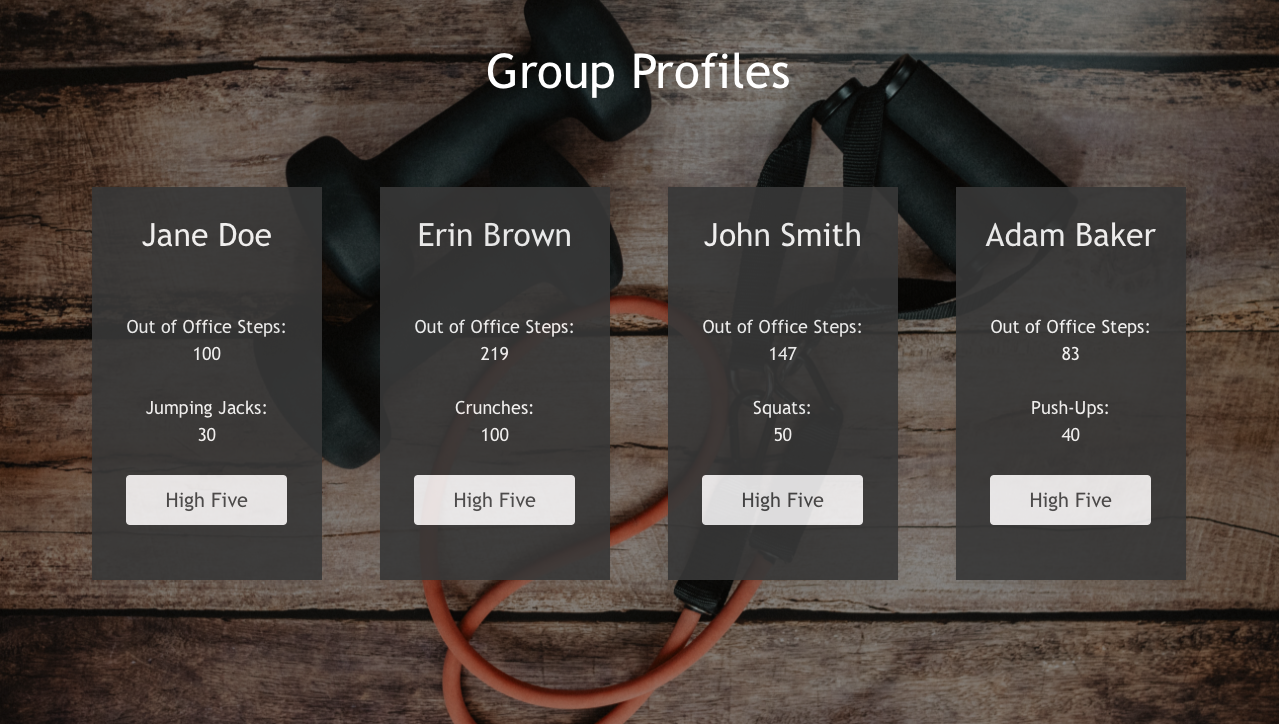 Group Profiles
Jane Doe
Out of Office Steps:
100
Jumping Jacks:
30
High Five
Erin Brown
Out of Office Steps:
219
Crunches:
100
High Five
John Smith
Out of Office Steps:
147
Squats:
50
High Five
Adam Baker
Out of Office Steps:
83
Push-Ups:
40
High Five